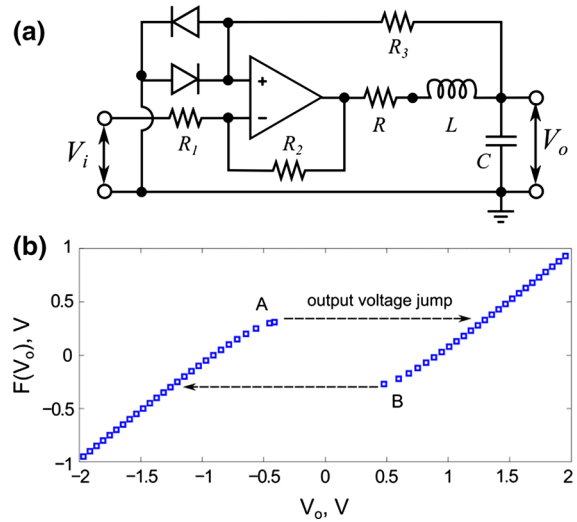 (a)
R3
+
−
R1
R2
R
L
C
Vi
Vo
(b)
F(Vo), V
1
0.5
0
−0.5
−1
A
output voltage jump
B
−2
−1.5
−1
−0.5
0
0.5
1
1.5
2
Vo, V